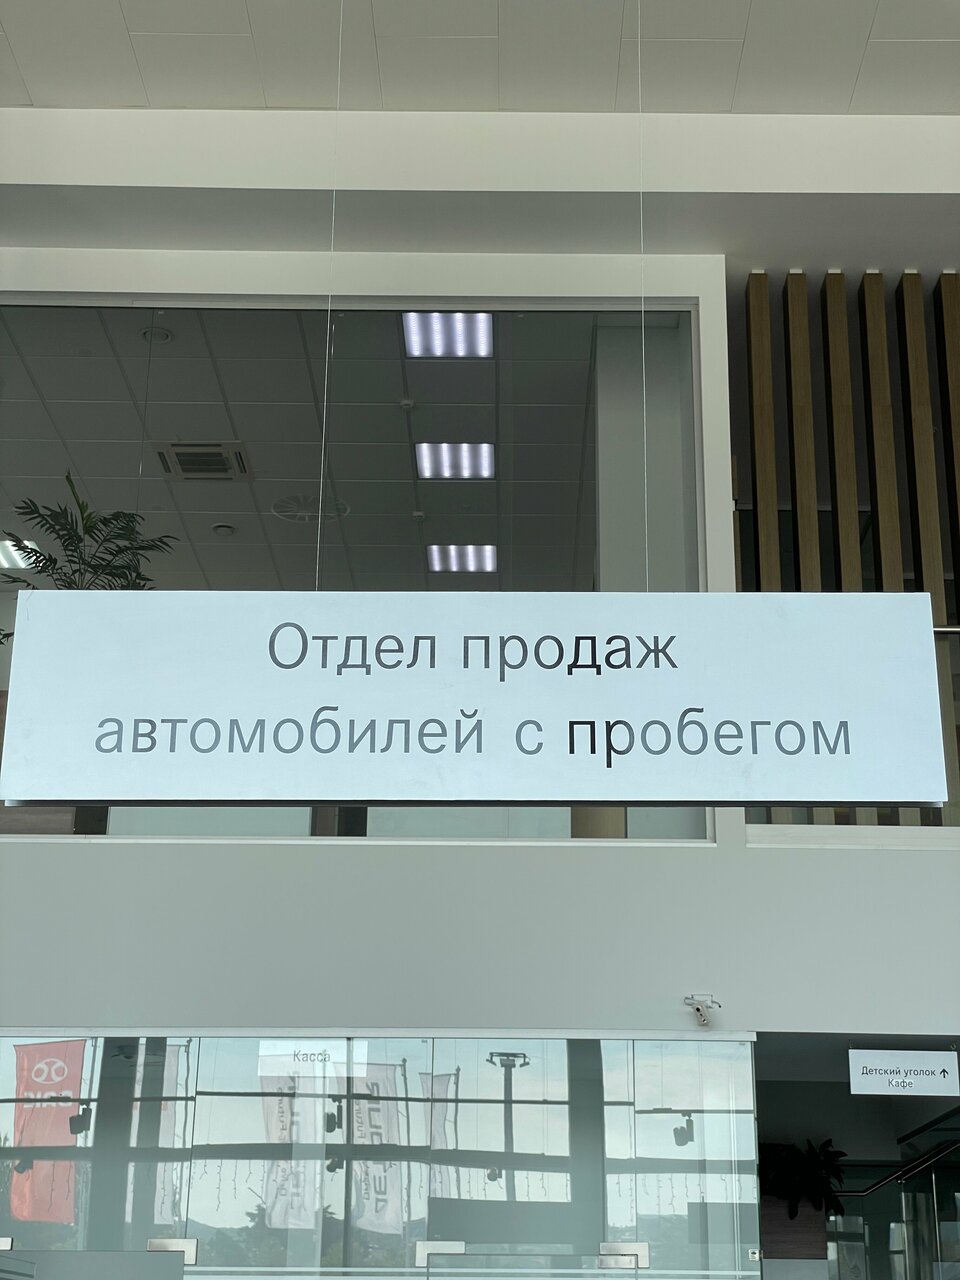 Отдел продаж
автомобилей с пробегом
Касса
Детский уголок ↑
Кафе